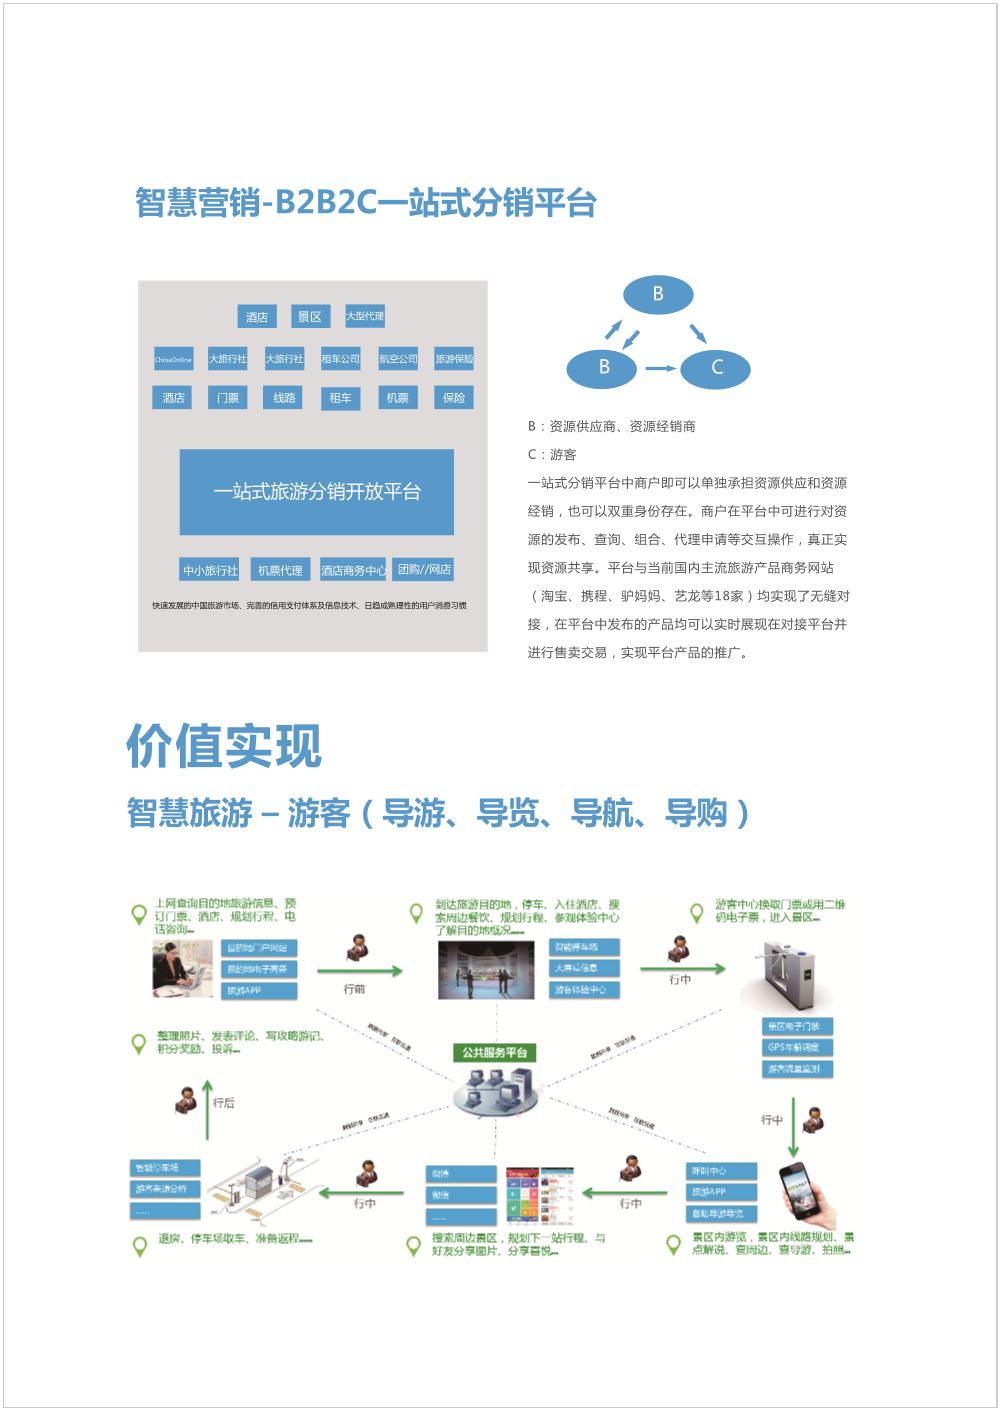 智慧营销-B2B2C一站式分销平台
酒店 景区 大型代理
ChinaOnline 大旅行社 大旅行社 租车公司 航空公司 旅游保险
酒店 门票 线路 租车 机票 保险
一站式旅游分销开放平台
中小旅行社 机票代理 酒店商务中心 团购//网店
快速发展的中国旅游市场、完善的信用支付体系及信息技术、日趋成熟理性的用户消费习惯
B
B
C
B：资源供应商、资源经销商
C：游客
一站式分销平台中商户即可以单独承担资源供应和资源
经销，也可以双重身份存在。商户在平台中可进行对资
源的发布、查询、组合、代理申请等交互操作，真正实
现资源共享。平台与当前国内主流旅游产品商务网站
（淘宝、携程、驴妈妈、艺龙等18家）均实现了无缝对
接，在平台中发布的产品均可以实时展现在对接平台并
进行售卖交易，实现平台产品的推广。
价值实现
智慧旅游 – 游客（导游、导览、导航、导购）
上网查询目的地旅游信息、预
订门票、酒店、规划行程、电
话咨询...
目的地门户网站
目的地电子商务
旅游APP
行前
到达旅游目的地，停车、入住酒店、搜
索周边餐饮、规划行程、参观体验中心
了解目的地概况......
智能停车场
大屏幕信息
游客体验中心
行中
游客中心换取门票或用二维
码电子票，进入景区...
景区电子门禁
GPS车船调度
游客流量监测
行中
整理照片、发表评论、写攻略游记、
积分奖励、投诉...
行后
公共服务平台
智能停车场
游客来源分析
........
行中
微博
微信
........
行中
呼叫中心
旅游APP
自助导游导览
退房、停车场取车、准备返程......
搜索周边景区，规划下一站行程、与
好友分享图片、分享喜悦...
景区内游览，景区内线路规划、景
点解说、查周边、查导游、拍照...